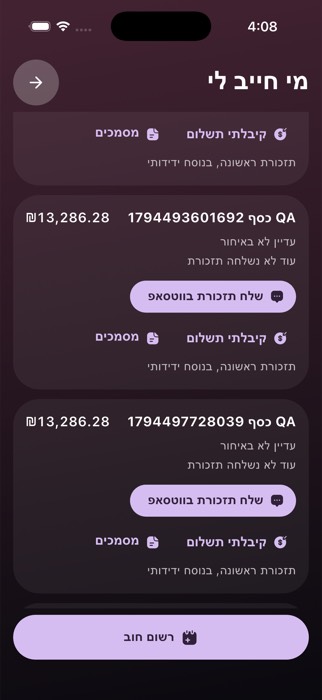 4:08
מי חייב לי
קיבלתי תשלום מסמכים
תזכורת ראשונה, בנוסח ידידותי
QA כסף 1794493601692 ₪13,286.28
עדיין לא באיחור
עוד לא נשלחה תזכורת
שלח תזכורת בווטסאפ
קיבלתי תשלום מסמכים
תזכורת ראשונה, בנוסח ידידותי
QA כסף 1794497728039 ₪13,286.28
עדיין לא באיחור
עוד לא נשלחה תזכורת
שלח תזכורת בווטסאפ
קיבלתי תשלום מסמכים
תזכורת ראשונה, בנוסח ידידותי
רשום חוב